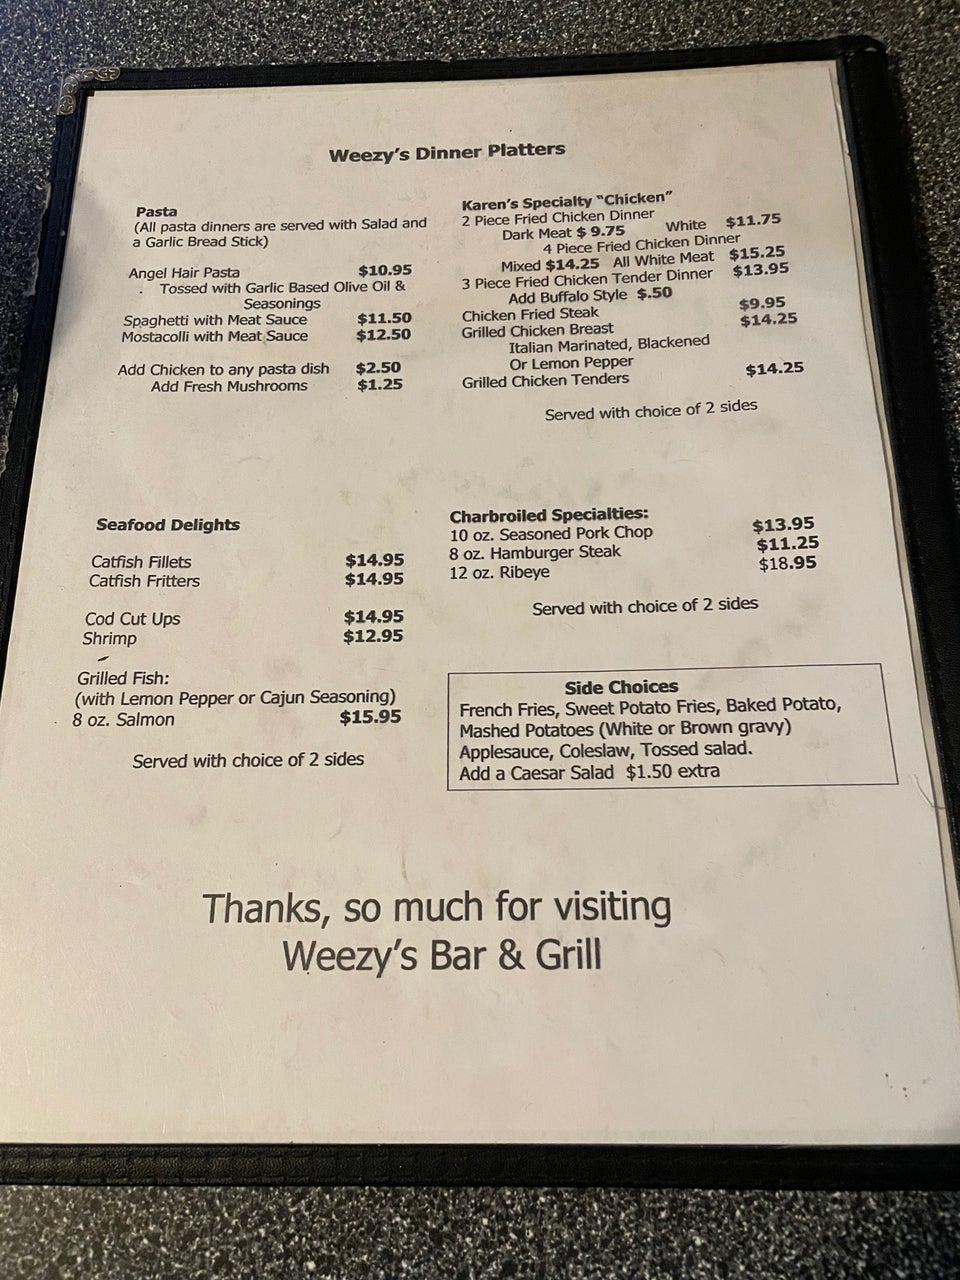 Weezy's Dinner Platters
Pasta
(All pasta dinners are served with Salad and
a Garlic Bread Stick)
Angel Hair Pasta $10.95
. Tossed with Garlic Based Olive Oil &
Seasonings
Spaghetti with Meat Sauce $11.50
Mostacolli with Meat Sauce $12.50
Add Chicken to any pasta dish $2.50
Add Fresh Mushrooms $1.25
Karen's Specialty "Chicken"
2 Piece Fried Chicken Dinner
Dark Meat $ 9.75 White $11.75
4 Piece Fried Chicken Dinner
Mixed $14.25 All White Meat $15.25
3 Piece Fried Chicken Tender Dinner $13.95
Add Buffalo Style $.50
Chicken Fried Steak $9.95
Grilled Chicken Breast $14.25
Italian Marinated, Blackened
Or Lemon Pepper
Grilled Chicken Tenders $14.25
Served with choice of 2 sides
Seafood Delights
Catfish Fillets $14.95
Catfish Fritters $14.95
Cod Cut Ups $14.95
Shrimp $12.95
Grilled Fish:
(with Lemon Pepper or Cajun Seasoning)
8 oz. Salmon $15.95
Served with choice of 2 sides
Charbroiled Specialties:
10 oz. Seasoned Pork Chop $13.95
8 oz. Hamburger Steak $11.25
12 oz. Ribeye $18.95
Served with choice of 2 sides
Side Choices
French Fries, Sweet Potato Fries, Baked Potato,
Mashed Potatoes (White or Brown gravy)
Applesauce, Coleslaw, Tossed salad.
Add a Caesar Salad $1.50 extra
Thanks, so much for visiting
Weezy's Bar & Grill